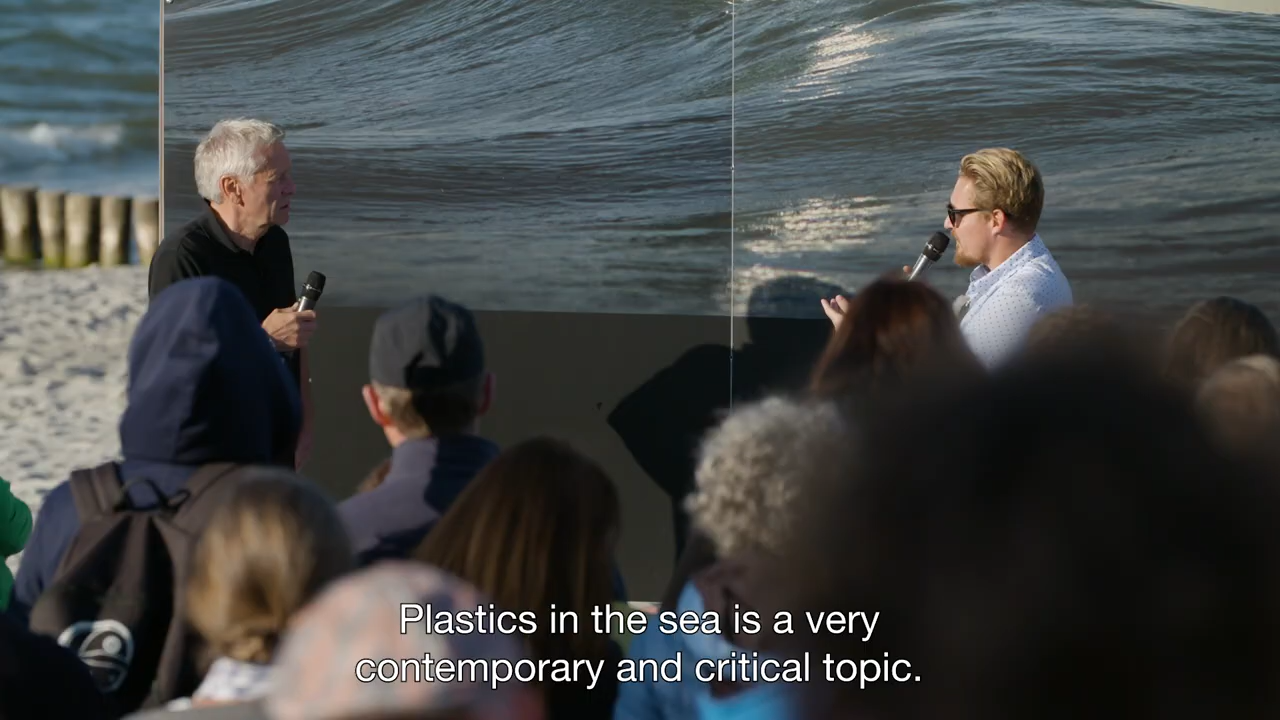 Plastics in the sea is a very
contemporary and critical topic.